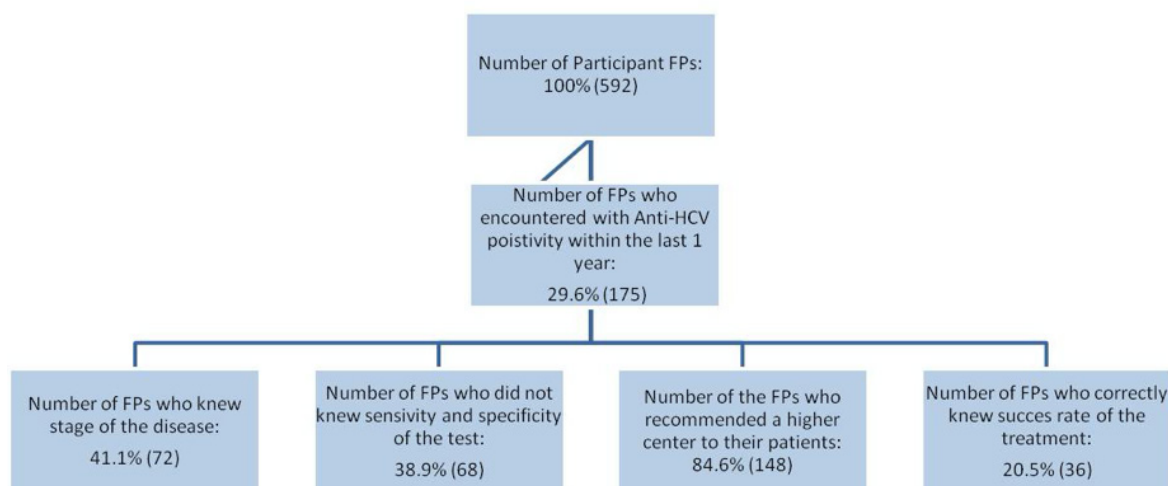 Number of Participant FPs:
100% (592)
Number of FPs who
encountered with Anti-HCV
poistivity within the last 1
year:
29.6% (175)
Number of FPs who knew
stage of the disease:
41.1% (72)
Number of FPs who did not
knew sensivity and specificity
of the test:
38.9% (68)
Number of the FPs who
recommended a higher
center to their patients:
84.6% (148)
Number of FPs who correctly
knew succes rate of the
treatment:
20.5% (36)